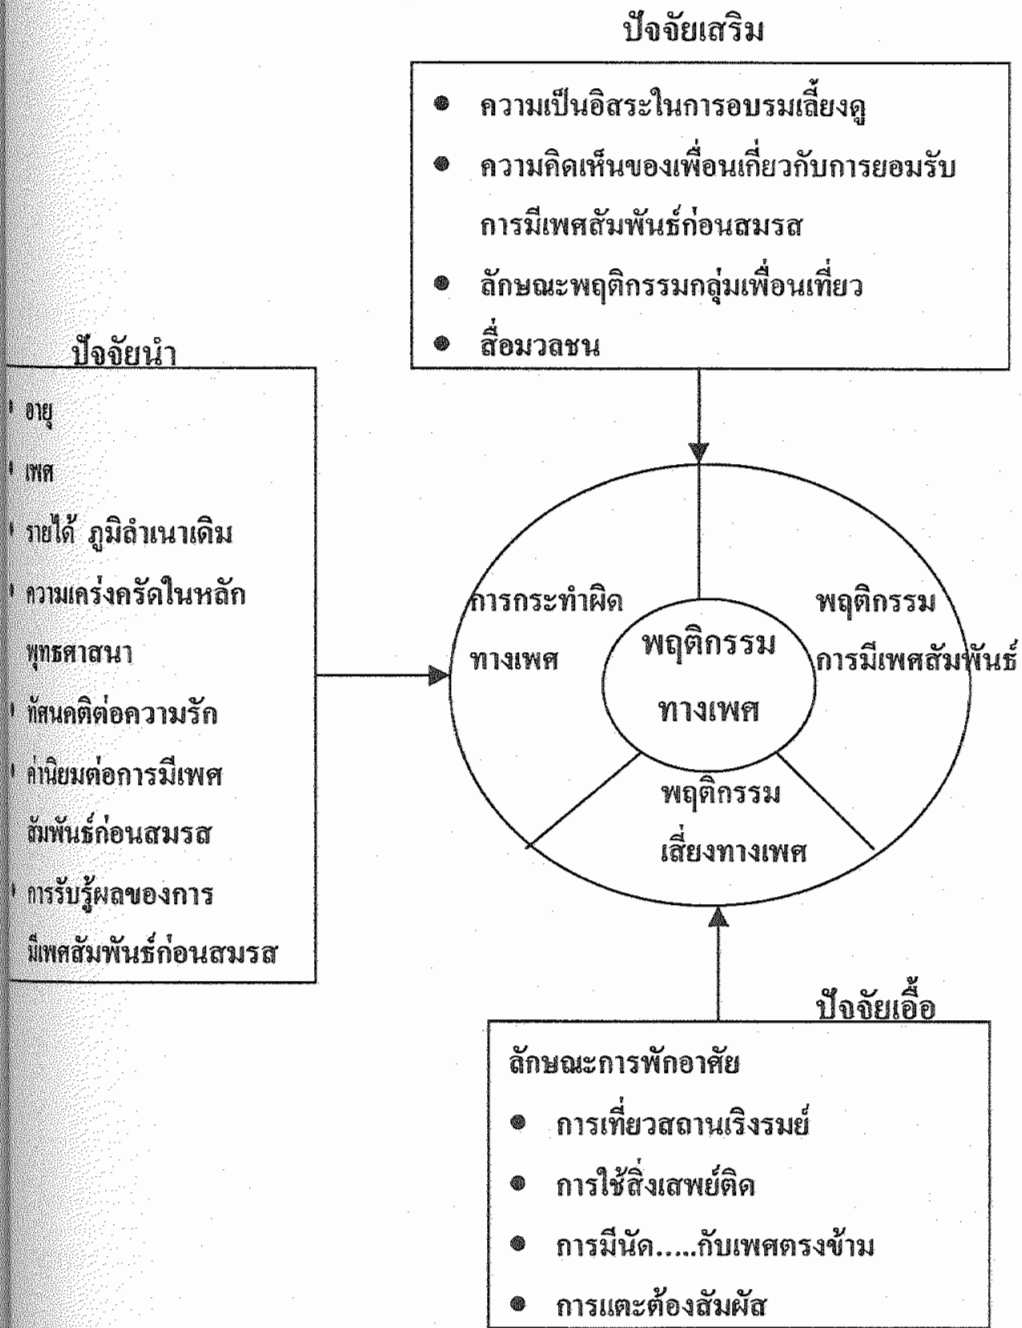 ปัจจัยเสริม
● ความเป็นอิสระในการอบรมเลี้ยงดู
● ความคิดเห็นของเพื่อนเกี่ยวกับการยอมรับ
การมีเพศสัมพันธ์ก่อนสมรส
● ลักษณะพฤติกรรมกลุ่มเพื่อนเที่ยว
● สื่อมวลชน
ปัจจัยนำ
● อายุ
● เพศ
● รายได้ ภูมิลำเนาเดิม
● ความเคร่งครัดในหลัก
พุทธศาสนา
● ทัศนคติต่อความรัก
● ค่านิยมต่อการมีเพศ
สัมพันธ์ก่อนสมรส
● การรับรู้ผลของการ
มีเพศสัมพันธ์ก่อนสมรส
การกระทำผิด
ทางเพศ
พฤติกรรม
ทางเพศ
พฤติกรรม
การมีเพศสัมพันธ์
พฤติกรรม
เสี่ยงทางเพศ
ปัจจัยเอื้อ
ลักษณะการพักอาศัย
● การเที่ยวสถานเริงรมย์
● การใช้สิ่งเสพย์ติด
● การมีนัด.....กับเพศตรงข้าม
● การแตะต้องสัมผัส